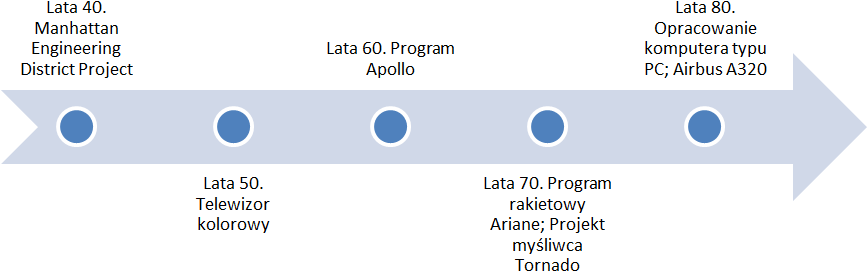 Lata 40.
Manhattan
Engineering
District Project
Lata 50.
Telewizor
kolorowy
Lata 60. Program
Apollo
Lata 70. Program
rakietowy
Ariane; Projekt
myśliwca
Tornado
Lata 80.
Opracowanie
komputera typu
PC; Airbus A320